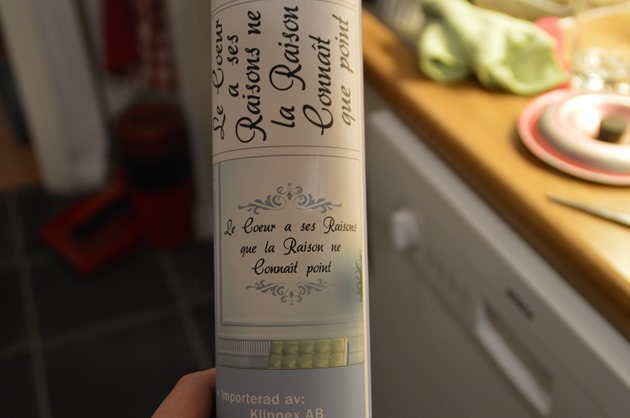 Le Coeur
a ses
Raisons ne
la Raison
Connaît
que point
Le Coeur a ses Raisons
que la Raison ne
Connaît point
Importerad av:
Klippex AB